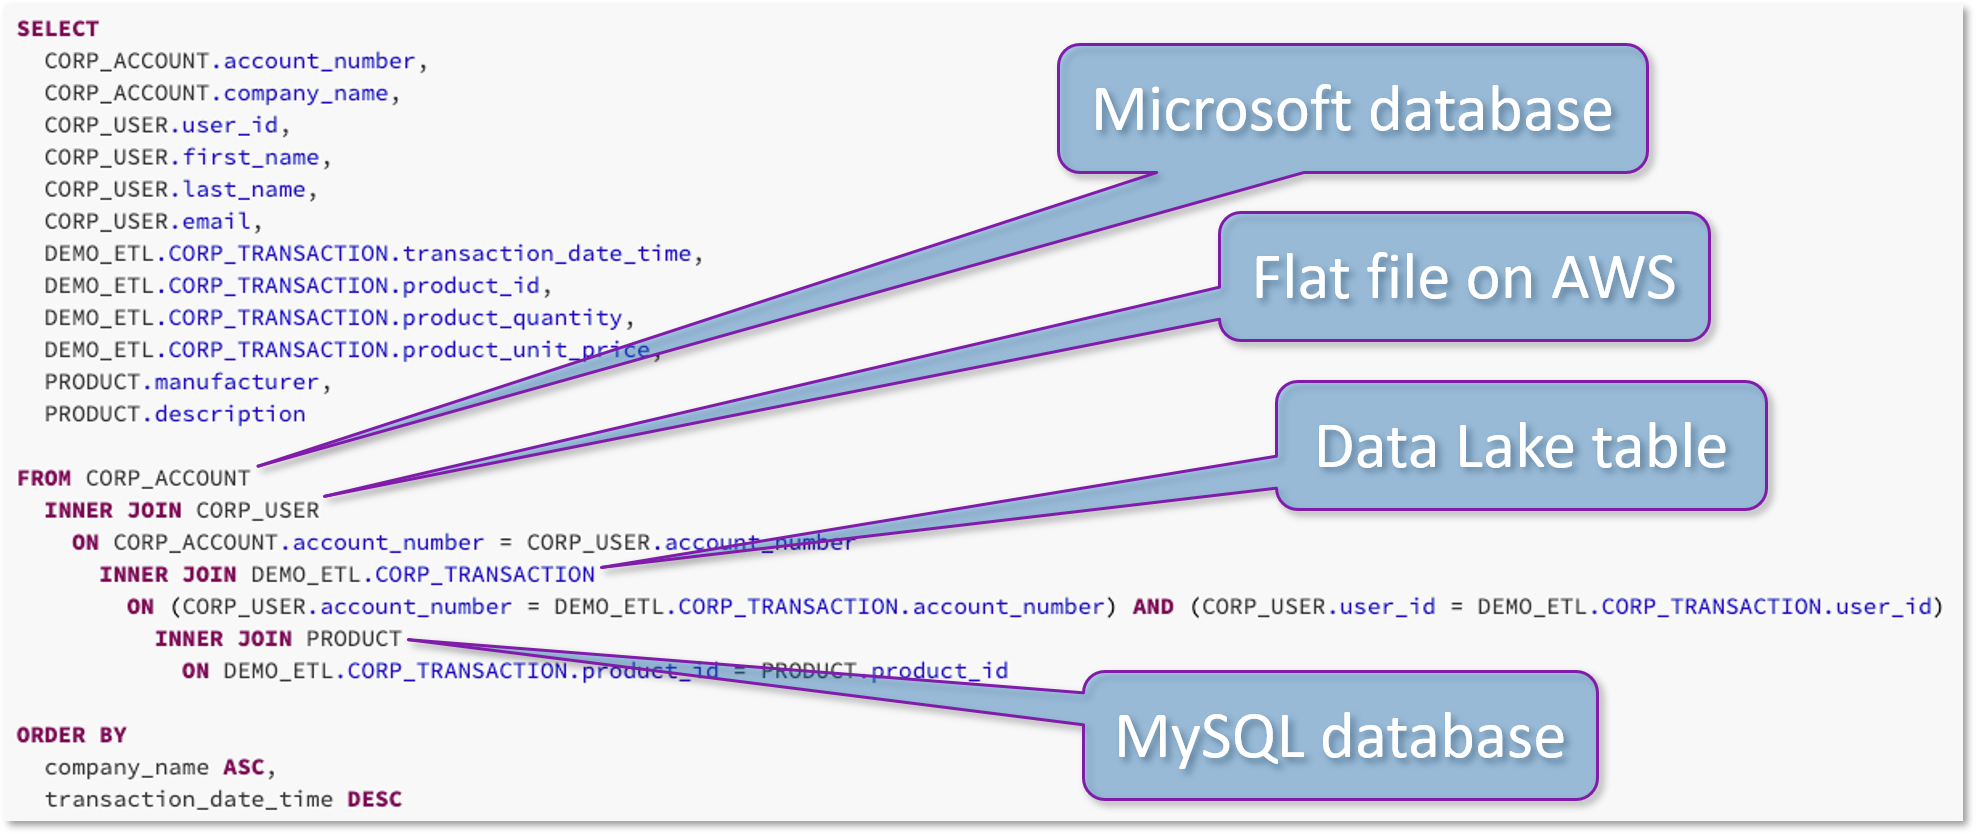 SELECT
CORP_ACCOUNT.account_number,
CORP_ACCOUNT.company_name,
CORP_USER.user_id,
CORP_USER.first_name,
CORP_USER.last_name,
CORP_USER.email,
DEMO_ETL.CORP_TRANSACTION.transaction_date_time,
DEMO_ETL.CORP_TRANSACTION.product_id,
DEMO_ETL.CORP_TRANSACTION.product_quantity,
DEMO_ETL.CORP_TRANSACTION.product_unit_price,
PRODUCT.manufacturer,
PRODUCT.description
FROM CORP_ACCOUNT
INNER JOIN CORP_USER
ON CORP_ACCOUNT.account_number = CORP_USER.account_number
INNER JOIN DEMO_ETL.CORP_TRANSACTION
ON (CORP_USER.account_number = DEMO_ETL.CORP_TRANSACTION.account_number) AND (CORP_USER.user_id = DEMO_ETL.CORP_TRANSACTION.user_id)
INNER JOIN PRODUCT
ON DEMO_ETL.CORP_TRANSACTION.product_id = PRODUCT.product_id
ORDER BY
company_name ASC,
transaction_date_time DESC
Microsoft database
Flat file on AWS
Data Lake table
MySQL database